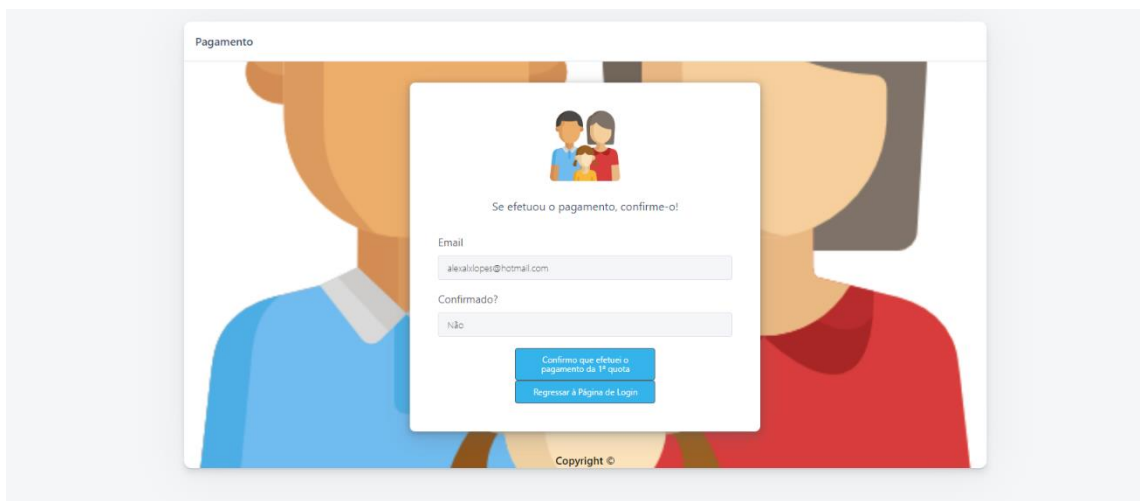 Pagamento
Se efetuou o pagamento, confirme-o!
Email
alexalxlopes@hotmail.com
Confirmado?
Não
Confirmo que efetuei o
pagamento da 1ª quota
Regressar à Página de Login
Copyright ©